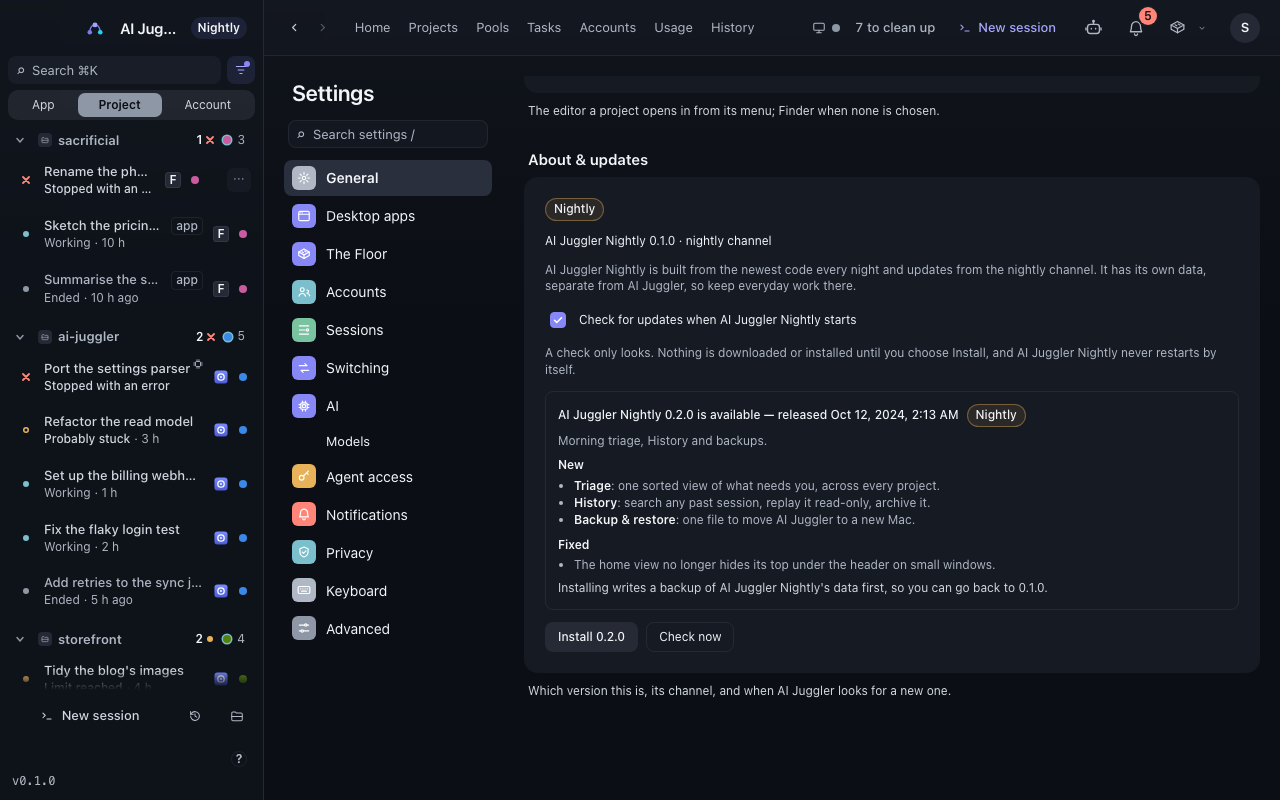 AI Jug... Nightly
Search ⌘K
App Project Account
sacrificial 1 3
Rename the ph... F
Stopped with an ...
Sketch the pricin... app F
Working · 10 h
Summarise the s... app F
Ended · 10 h ago
ai-juggler 2 5
Port the settings parser
Stopped with an error
Refactor the read model
Probably stuck · 3 h
Set up the billing webh...
Working · 1 h
Fix the flaky login test
Working · 2 h
Add retries to the sync j...
Ended · 5 h ago
storefront 2 4
Tidy the blog's images
Limit reached · 4 h
New session
?
v0.1.0
Home Projects Pools Tasks Accounts Usage History
7 to clean up
New session
5
S
Settings
Search settings /
General
Desktop apps
The Floor
Accounts
Sessions
Switching
AI
Models
Agent access
Notifications
Privacy
Keyboard
Advanced
The editor a project opens in from its menu; Finder when none is chosen.
About & updates
Nightly
AI Juggler Nightly 0.1.0 · nightly channel
AI Juggler Nightly is built from the newest code every night and updates from the nightly channel. It has its own data,
separate from AI Juggler, so keep everyday work there.
Check for updates when AI Juggler Nightly starts
A check only looks. Nothing is downloaded or installed until you choose Install, and AI Juggler Nightly never restarts by
itself.
AI Juggler Nightly 0.2.0 is available — released Oct 12, 2024, 2:13 AM Nightly
Morning triage, History and backups.
New
• Triage: one sorted view of what needs you, across every project.
• History: search any past session, replay it read-only, archive it.
• Backup & restore: one file to move AI Juggler to a new Mac.
Fixed
• The home view no longer hides its top under the header on small windows.
Installing writes a backup of AI Juggler Nightly's data first, so you can go back to 0.1.0.
Install 0.2.0 Check now
Which version this is, its channel, and when AI Juggler looks for a new one.